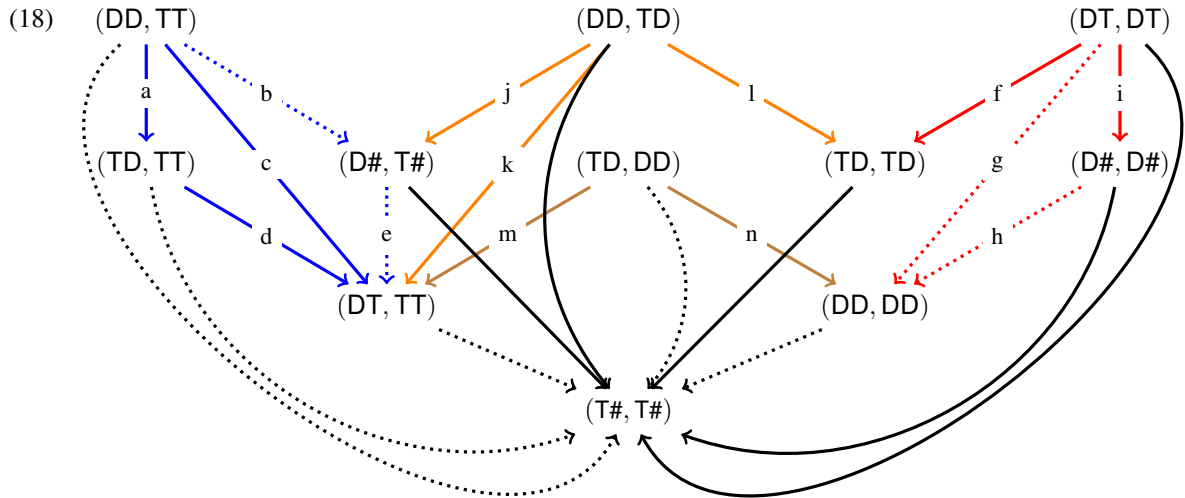 (18) (DD, TT) (DD, TD) (DT, DT)
a b j l f i
(TD, TT) c (D#, T#) k (TD, DD) (TD, TD) g (D#, D#)
d e m n h
(DT, TT) (DD, DD)
(T#, T#)